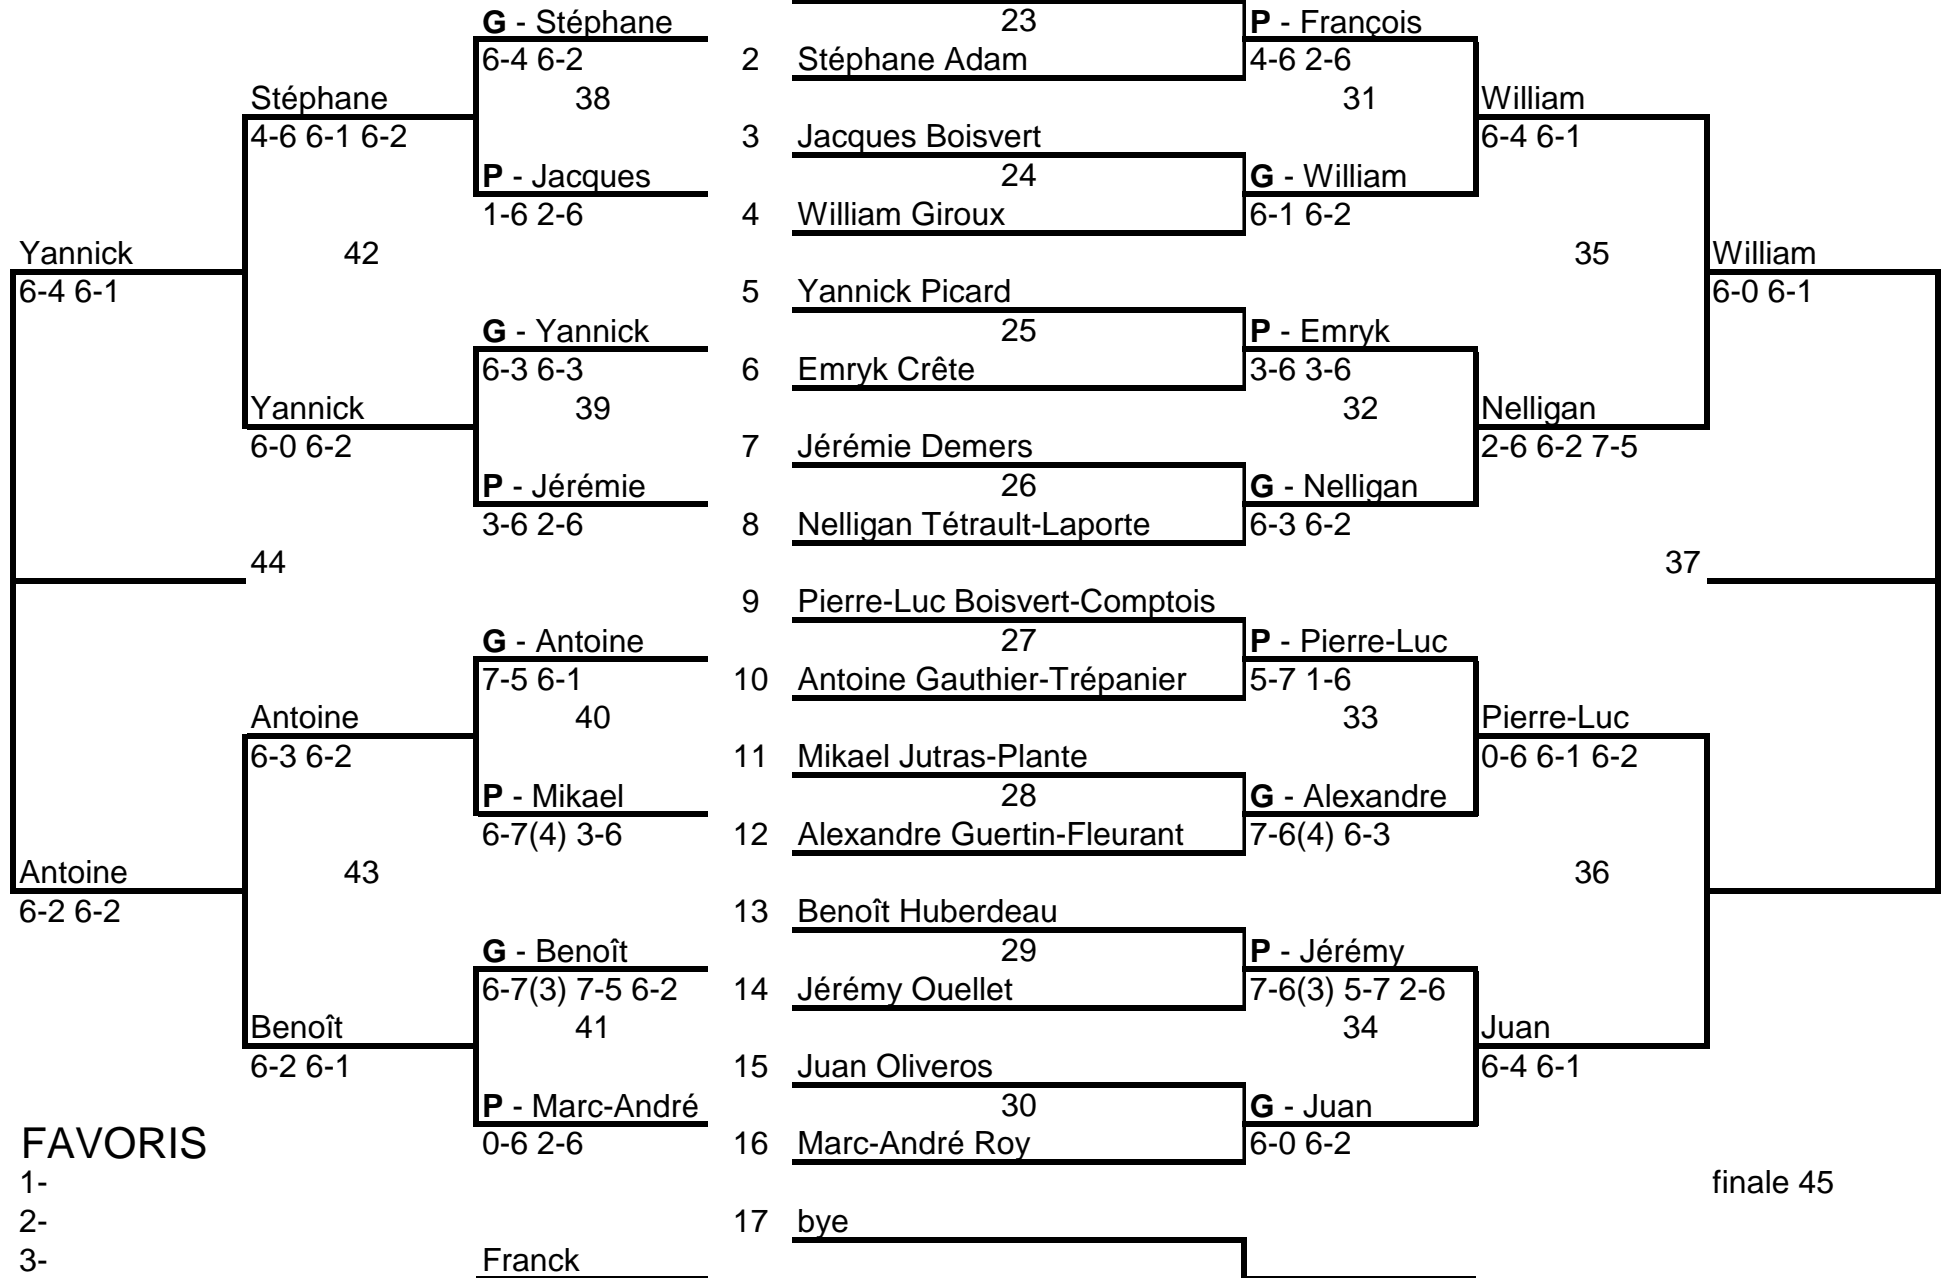 G - Stéphane 23 P - François
6-4 6-2 2 Stéphane Adam 4-6 2-6
Stéphane 38 31 William
4-6 6-1 6-2 3 Jacques Boisvert 6-4 6-1
P - Jacques 24 G - William
1-6 2-6 4 William Giroux 6-1 6-2
Yannick 42 35 William
6-4 6-1 5 Yannick Picard 6-0 6-1
G - Yannick 25 P - Emryk
6-3 6-3 6 Emryk Crête 3-6 3-6
Yannick 39 32 Nelligan
6-0 6-2 7 Jérémie Demers 2-6 6-2 7-5
P - Jérémie 26 G - Nelligan
3-6 2-6 8 Nelligan Tétrault-Laporte 6-3 6-2
44 37
9 Pierre-Luc Boisvert-Comptois
G - Antoine 27 P - Pierre-Luc
7-5 6-1 10 Antoine Gauthier-Trépanier 5-7 1-6
Antoine 40 33 Pierre-Luc
6-3 6-2 11 Mikael Jutras-Plante 0-6 6-1 6-2
P - Mikael 28 G - Alexandre
6-7(4) 3-6 12 Alexandre Guertin-Fleurant 7-6(4) 6-3
Antoine 43 36
6-2 6-2 13 Benoît Huberdeau
G - Benoît 29 P - Jérémy
6-7(3) 7-5 6-2 14 Jérémy Ouellet 7-6(3) 5-7 2-6
Benoît 41 34 Juan
6-2 6-1 15 Juan Oliveros 6-4 6-1
P - Marc-André 30 G - Juan
FAVORIS 0-6 2-6 16 Marc-André Roy 6-0 6-2
1- finale 45
2- 17 bye
3- Franck